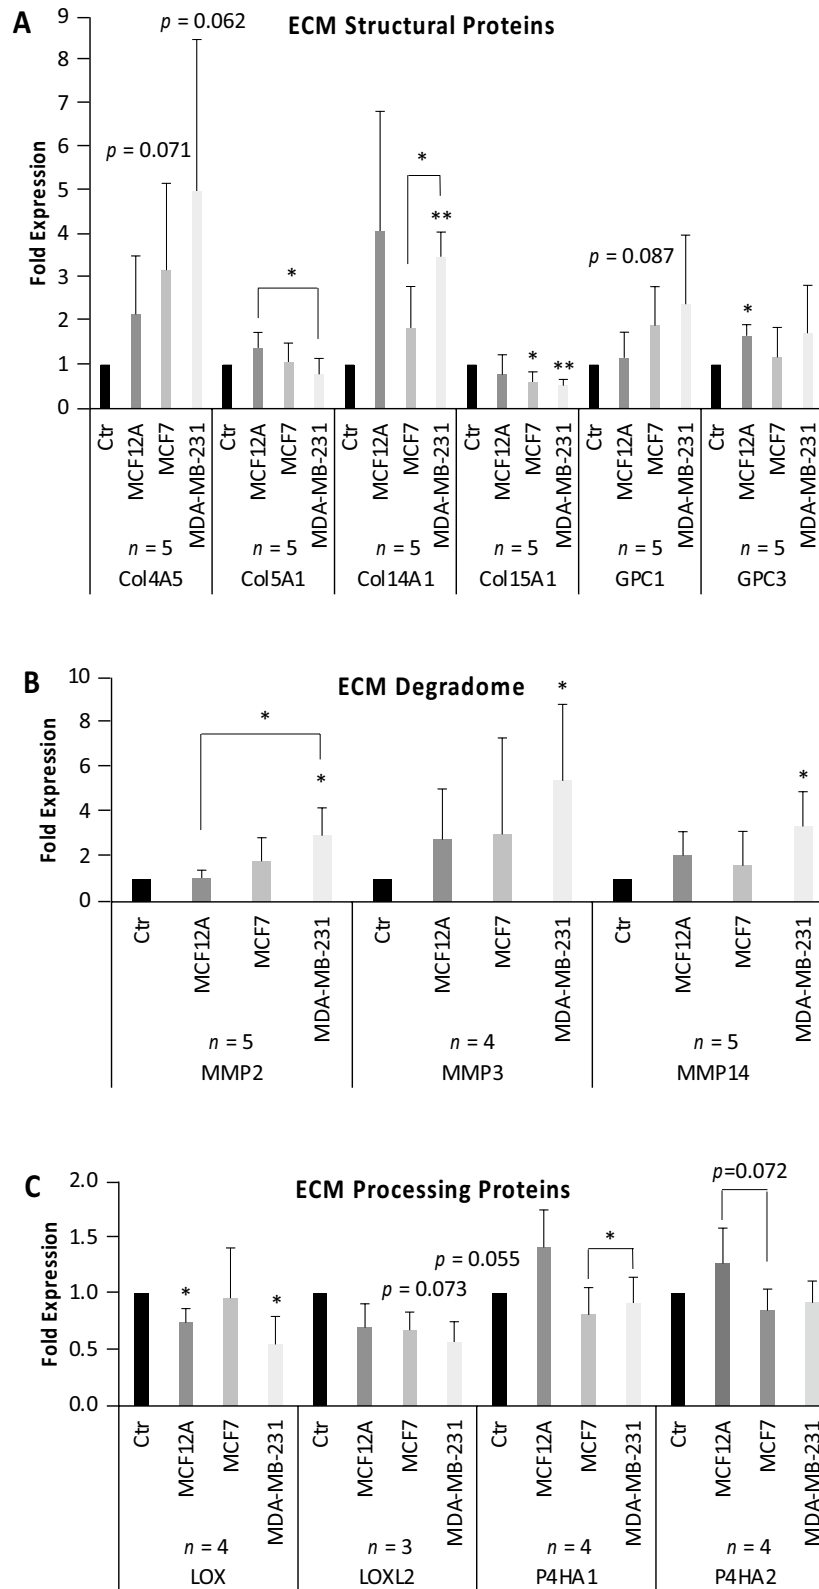 A
ECM Structural Proteins
p = 0.062
p = 0.071
p = 0.087
*
*
**
*
**
*
Fold Expression
9
8
7
6
5
4
3
2
1
0
Ctr
MCF12A
MCF7
MDA-MB-231
Ctr
MCF12A
MCF7
MDA-MB-231
Ctr
MCF12A
MCF7
MDA-MB-231
Ctr
MCF12A
MCF7
MDA-MB-231
Ctr
MCF12A
MCF7
MDA-MB-231
Ctr
MCF12A
MCF7
MDA-MB-231
n = 5 n = 5 n = 5 n = 5 n = 5 n = 5
Col4A5 Col5A1 Col14A1 Col15A1 GPC1 GPC3
B
ECM Degradome
*
*
*
*
Fold Expression
10
8
6
4
2
0
Ctr
MCF12A
MCF7
MDA-MB-231
Ctr
MCF12A
MCF7
MDA-MB-231
Ctr
MCF12A
MCF7
MDA-MB-231
n = 5 n = 4 n = 5
MMP2 MMP3 MMP14
C
ECM Processing Proteins
p=0.072
p = 0.055
p = 0.073
*
*
*
Fold Expression
2.0
1.5
1.0
0.5
0.0
Ctr
MCF12A
MCF7
MDA-MB-231
Ctr
MCF12A
MCF7
MDA-MB-231
Ctr
MCF12A
MCF7
MDA-MB-231
Ctr
MCF12A
MCF7
MDA-MB-231
n = 4 n = 3 n = 4 n = 4
LOX LOXL2 P4HA1 P4HA2